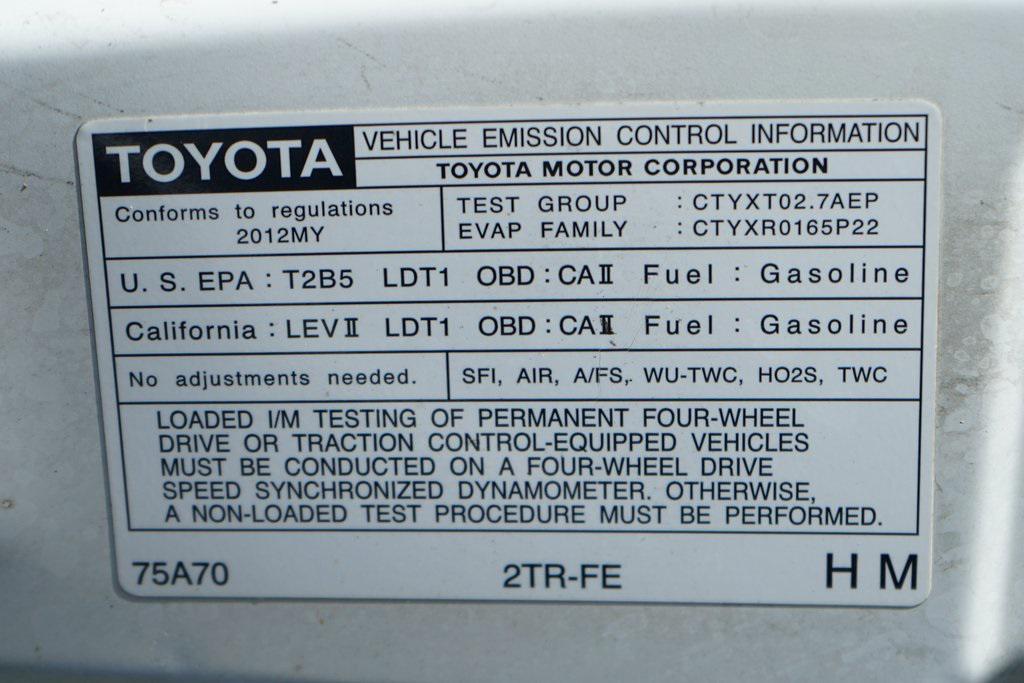 TOYOTA
VEHICLE EMISSION CONTROL INFORMATION
TOYOTA MOTOR CORPORATION
Conforms to regulations
2012MY
TEST GROUP : CTYXT02.7AEP
EVAP FAMILY : CTYXR0165P22
U. S. EPA : T2B5 LDT1 OBD : CAⅡ Fuel : Gasoline
California : LEVⅡ LDT1 OBD : CAⅡ Fuel : Gasoline
No adjustments needed.
SFI, AIR, A/FS, WU-TWC, HO2S, TWC
LOADED I/M TESTING OF PERMANENT FOUR-WHEEL
DRIVE OR TRACTION CONTROL-EQUIPPED VEHICLES
MUST BE CONDUCTED ON A FOUR-WHEEL DRIVE
SPEED SYNCHRONIZED DYNAMOMETER. OTHERWISE,
A NON-LOADED TEST PROCEDURE MUST BE PERFORMED.
75A70 2TR-FE H M